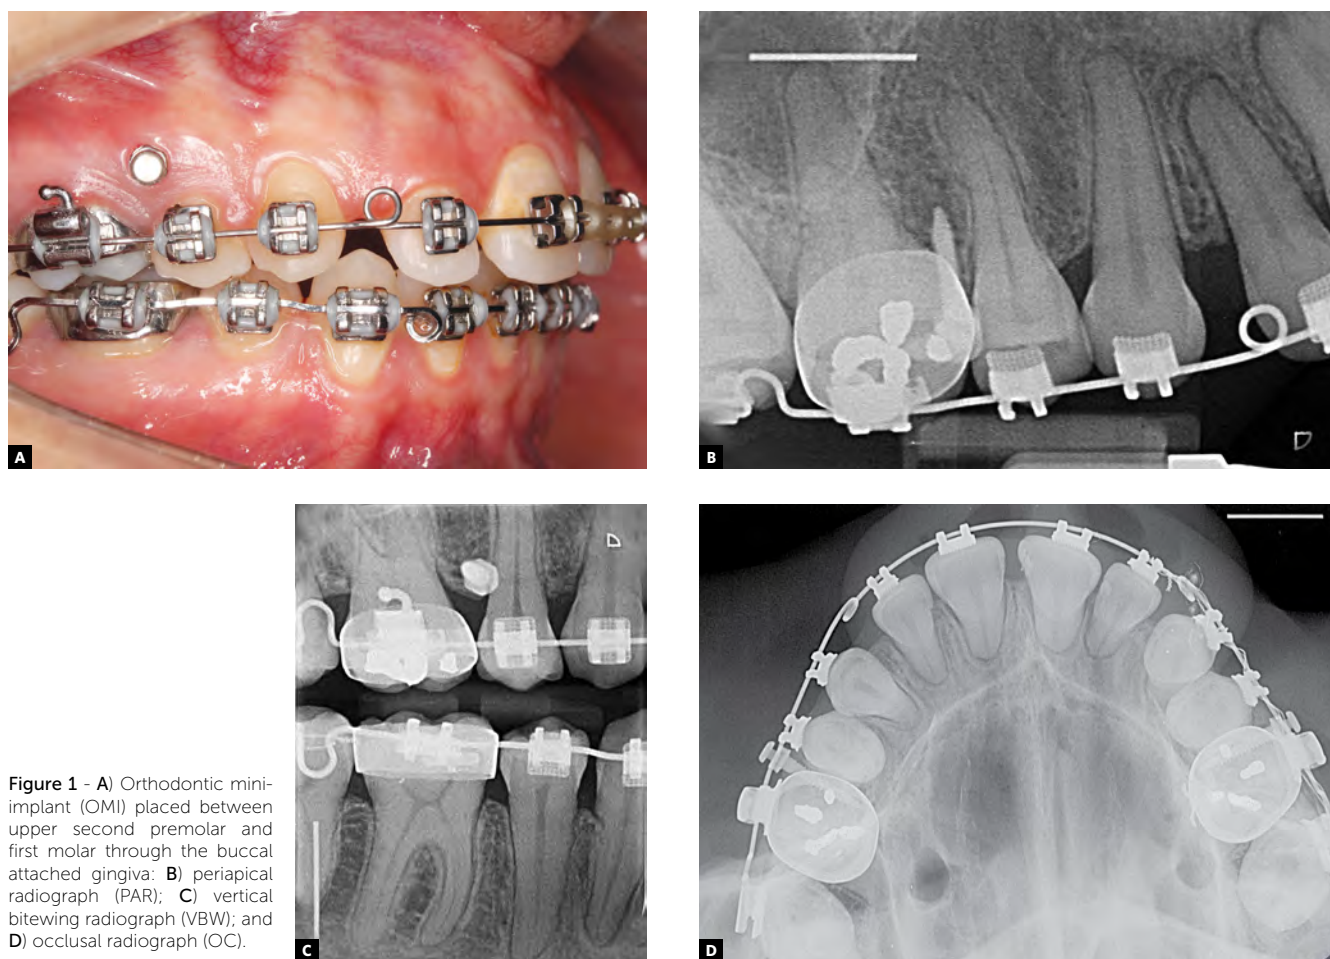 A
B
D
Figure 1 - A) Orthodontic mini-
implant (OMI) placed between
upper second premolar and
first molar through the buccal
attached gingiva: B) periapical
radiograph (PAR); C) vertical
bitewing radiograph (VBW); and
D) occlusal radiograph (OC).
D
C
D